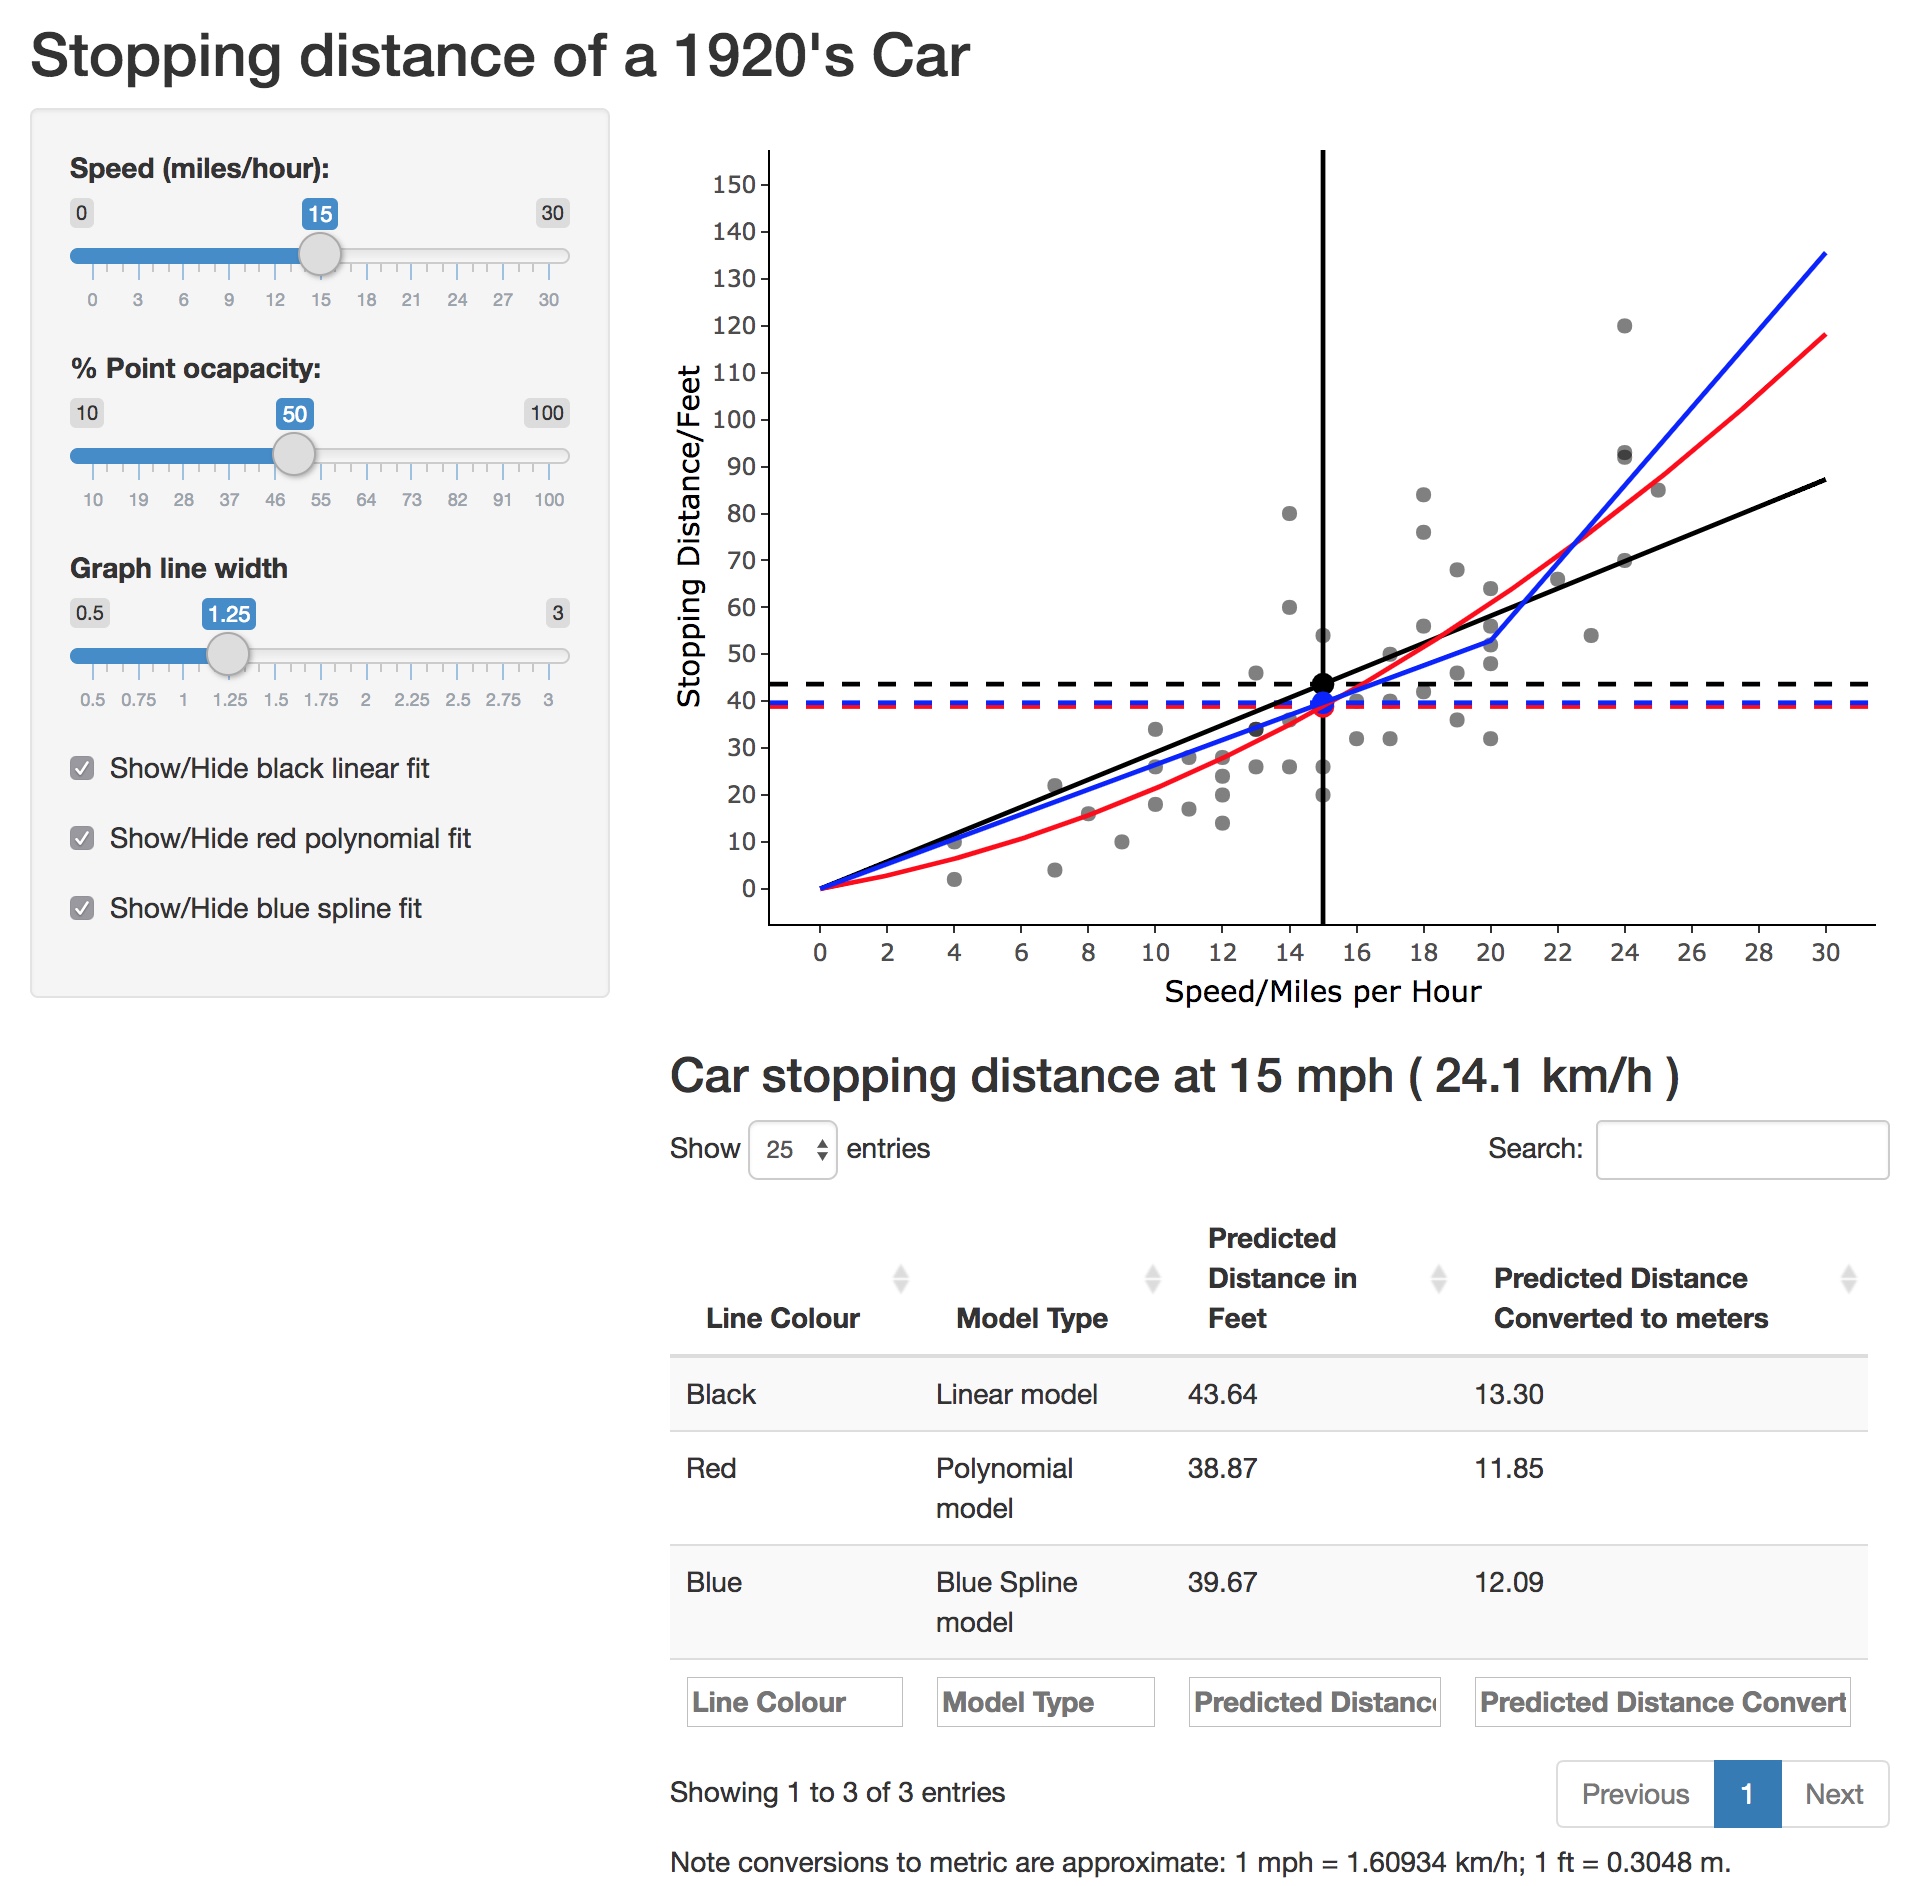 Stopping distance of a 1920's Car
Speed (miles/hour):
0 15 30
0 3 6 9 12 15 18 21 24 27 30
% Point ocapacity:
10 50 100
10 19 28 37 46 55 64 73 82 91 100
Graph line width
0.5 1.25 3
0.5 0.75 1 1.25 1.5 1.75 2 2.25 2.5 2.75 3
Show/Hide black linear fit
Show/Hide red polynomial fit
Show/Hide blue spline fit
Stopping Distance/Feet
150
140
130
120
110
100
90
80
70
60
50
40
30
20
10
0
0 2 4 6 8 10 12 14 16 18 20 22 24 26 28 30
Speed/Miles per Hour
Car stopping distance at 15 mph ( 24.1 km/h )
Show 25 entries Search:
Line Colour Model Type Predicted Distance in Feet Predicted Distance Converted to meters
Black Linear model 43.64 13.30
Red Polynomial model 38.87 11.85
Blue Blue Spline model 39.67 12.09
Line Colour Model Type Predicted Distanc Predicted Distance Convert
Showing 1 to 3 of 3 entries Previous 1 Next
Note conversions to metric are approximate: 1 mph = 1.60934 km/h; 1 ft = 0.3048 m.